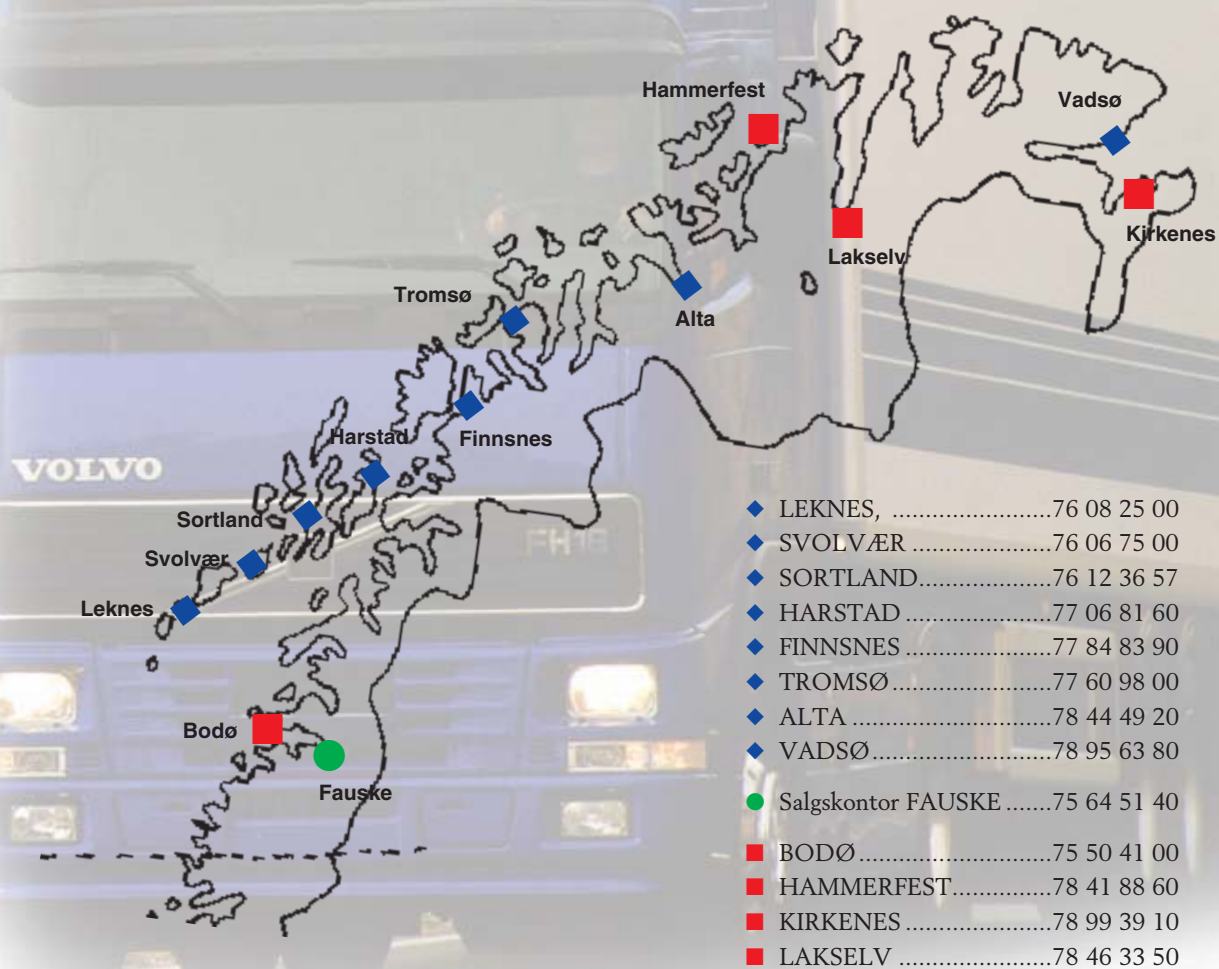 Hammerfest
Vadsø
Kirkenes
Lakselv
Tromsø
Alta
Harstad
Finnsnes
VOLVO
Sortland
FH16
Svolvær
Leknes
Bodø
Fauske
LEKNES, ........................76 08 25 00
SVOLVÆR .....................76 06 75 00
SORTLAND....................76 12 36 57
HARSTAD ......................77 06 81 60
FINNSNES ......................77 84 83 90
TROMSØ........................77 60 98 00
ALTA ...............................78 44 49 20
VADSØ...........................78 95 63 80
Salgskontor FAUSKE .......75 64 51 40
BODØ.............................75 50 41 00
HAMMERFEST...............78 41 88 60
KIRKENES ......................78 99 39 10
LAKSELV .......................78 46 33 50